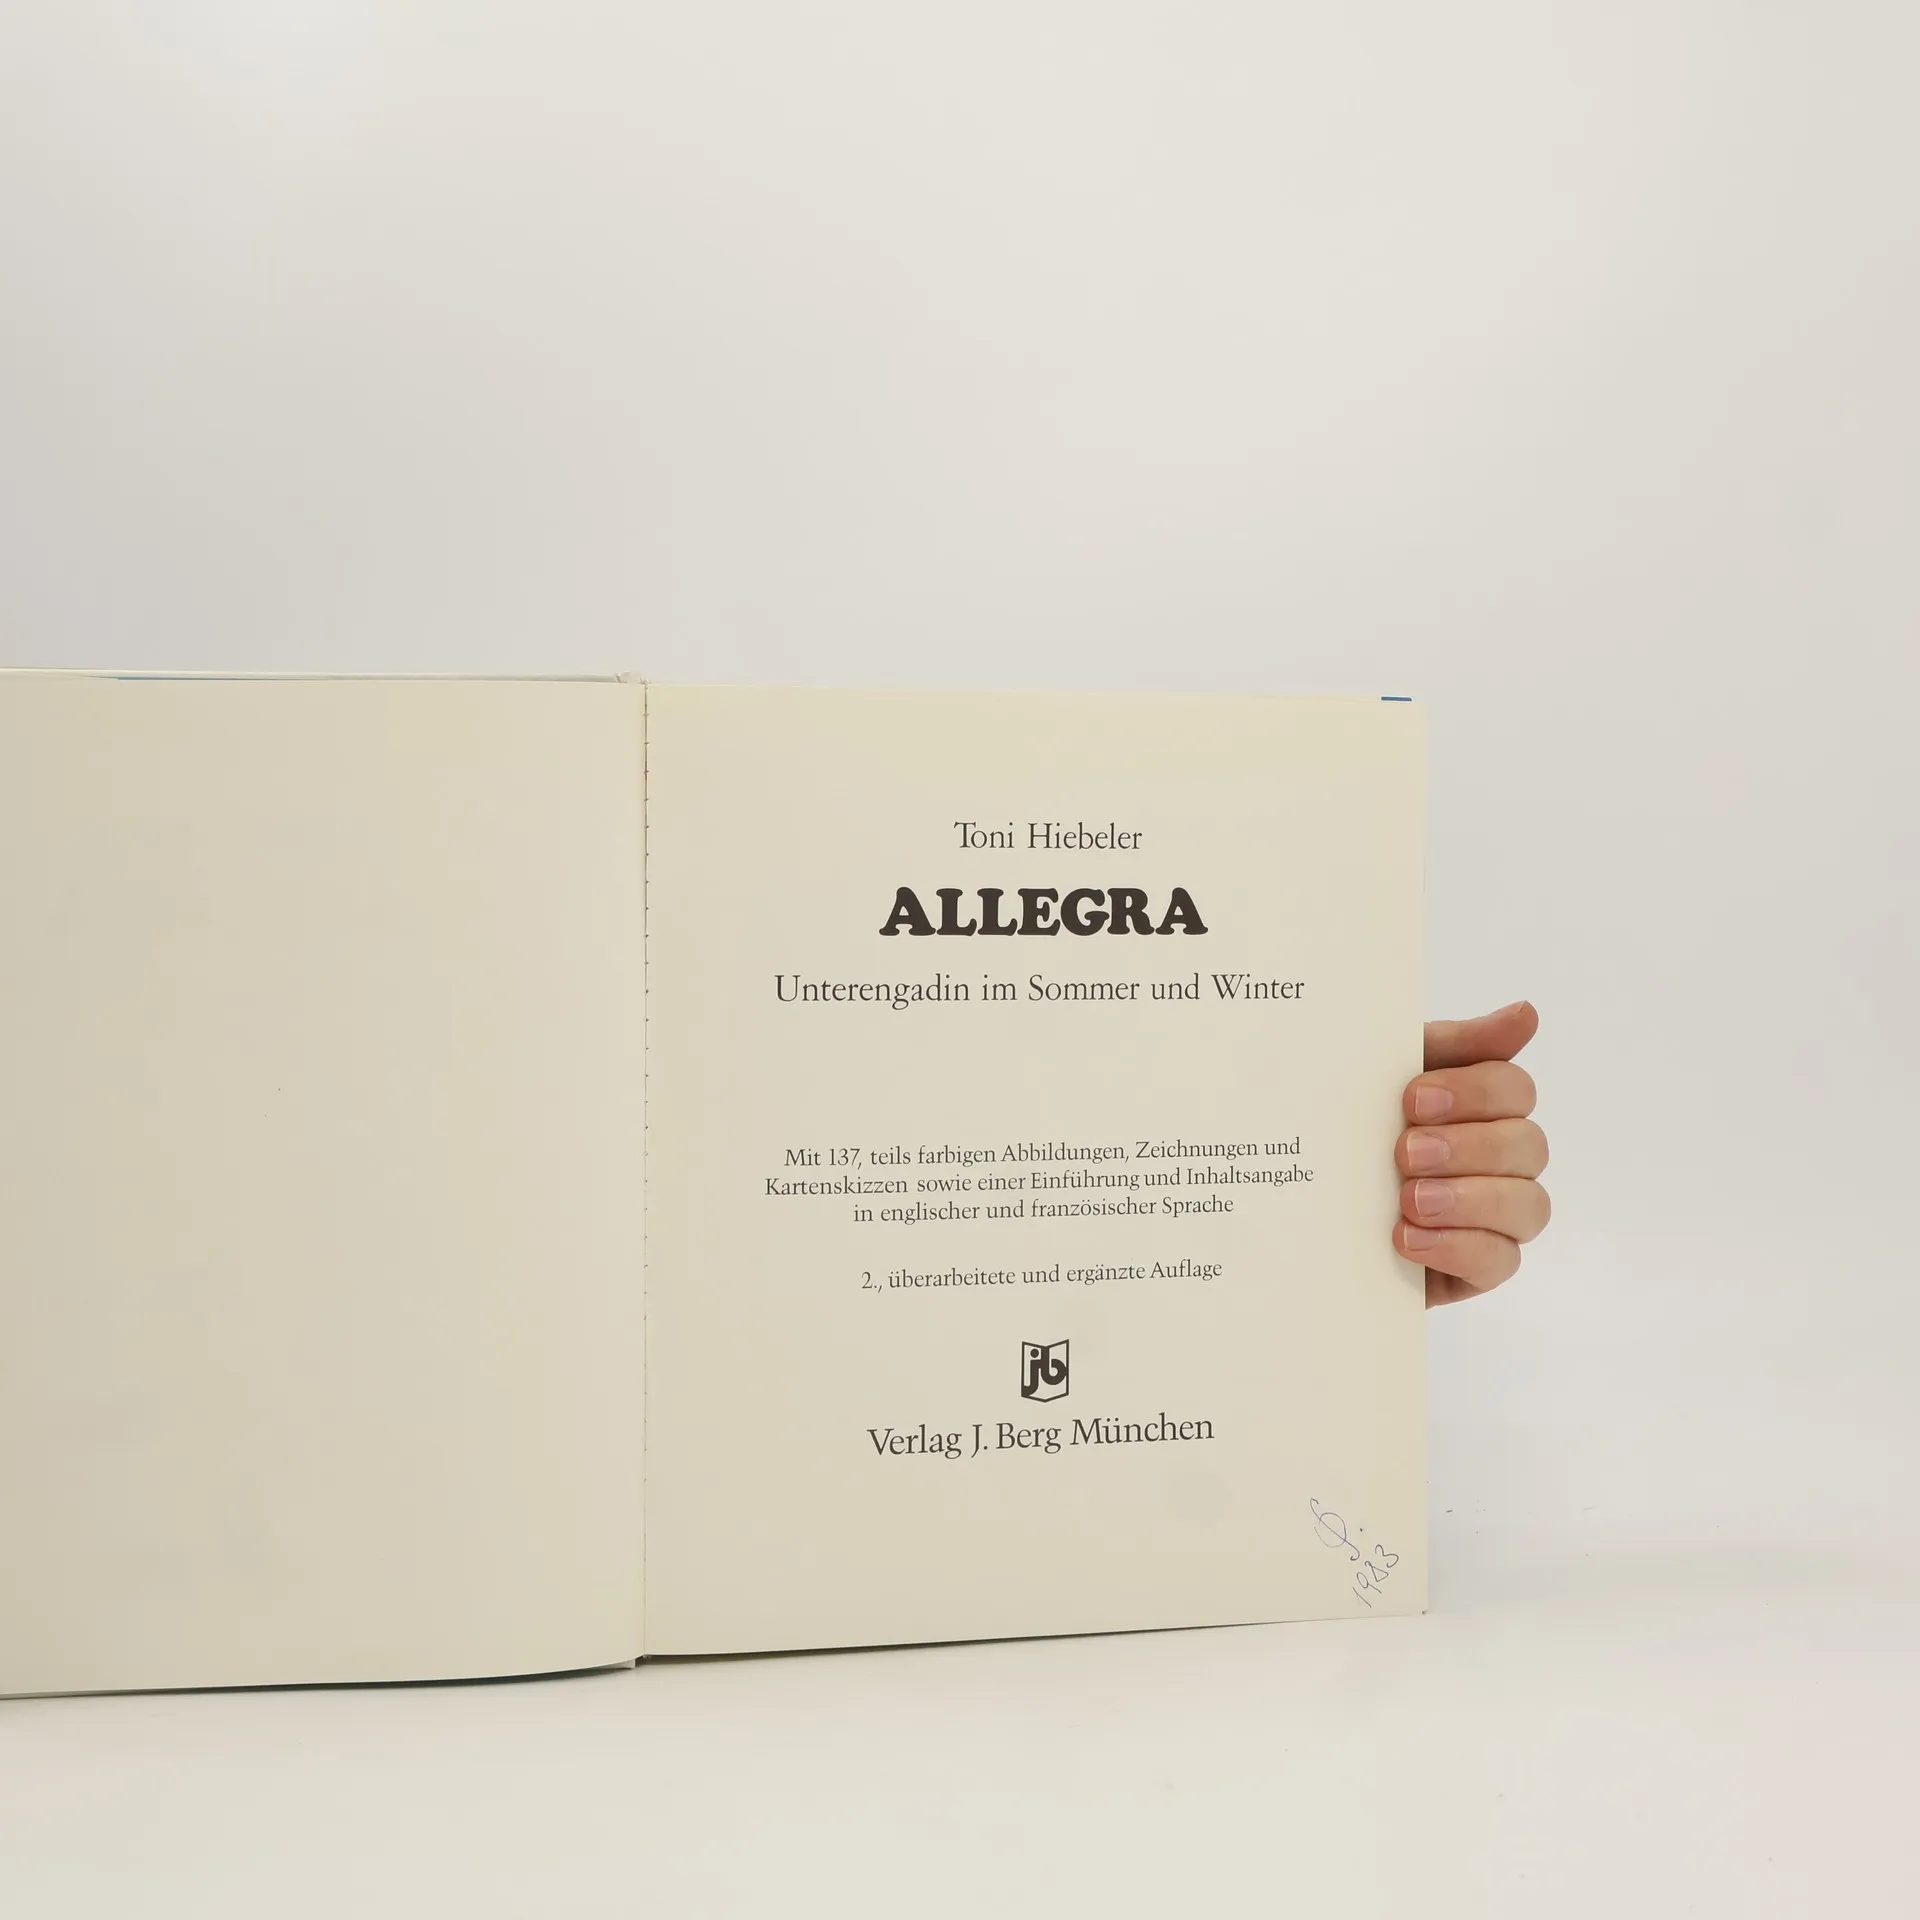 Toni Hiebeler
ALLEGRA
Unterengadin im Sommer und Winter
Mit 137, teils farbigen Abbildungen, Zeichnungen und
Kartenskizzen sowie einer Einführung und Inhaltsangabe
in englischer und französischer Sprache
2., überarbeitete und ergänzte Auflage
jb
Verlag J. Berg München
1983